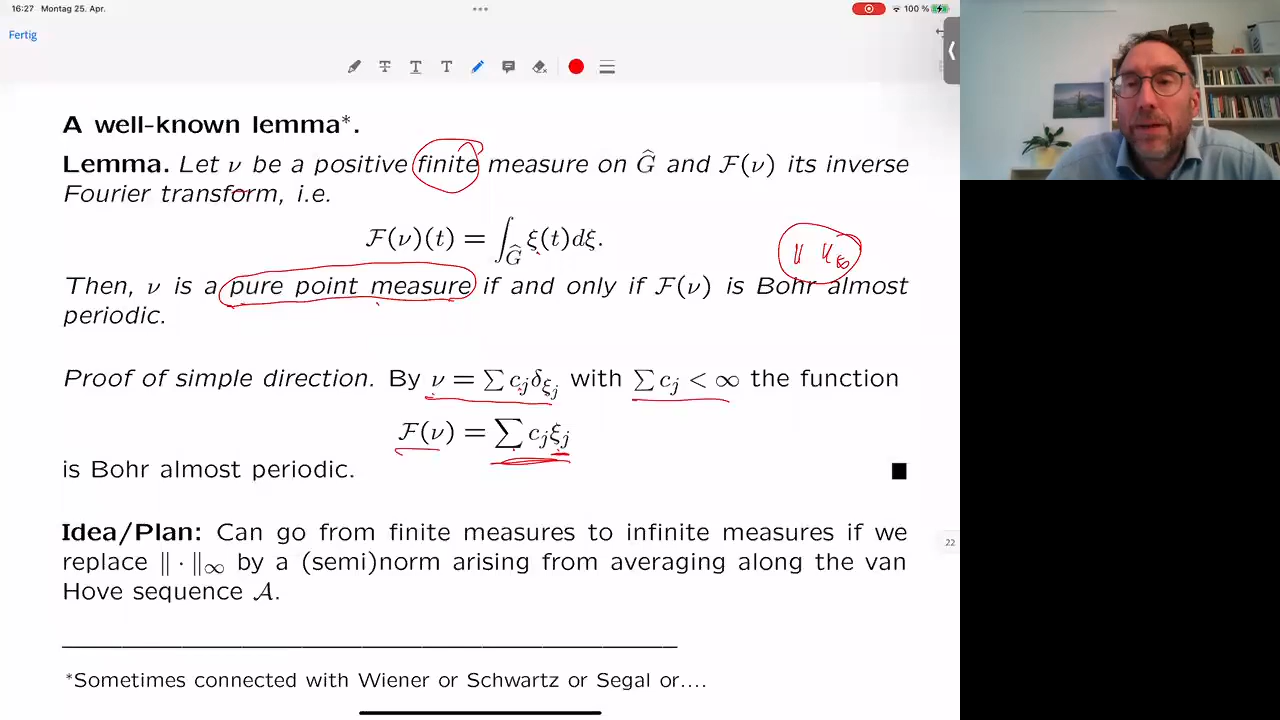 16:27 Montag 25. Apr.
100 %
Fertig
A well-known lemma*.
Lemma. Let ν be a positive finite measure on Ĝ and ℱ(ν) its inverse
Fourier transform, i.e.
ℱ(ν)(t) = ∫_Ĝ ξ(t)dξ.
‖ ‖∞
Then, ν is a pure point measure if and only if ℱ(ν) is Bohr almost
periodic.
Proof of simple direction. By ν = ∑ c_j δ_{ξ_j} with ∑ c_j < ∞ the function
ℱ(ν) = ∑ c_j ξ_j
is Bohr almost periodic. ■
Idea/Plan: Can go from finite measures to infinite measures if we
22
replace ‖ · ‖∞ by a (semi)norm arising from averaging along the van
Hove sequence 𝒜.
*Sometimes connected with Wiener or Schwartz or Segal or....